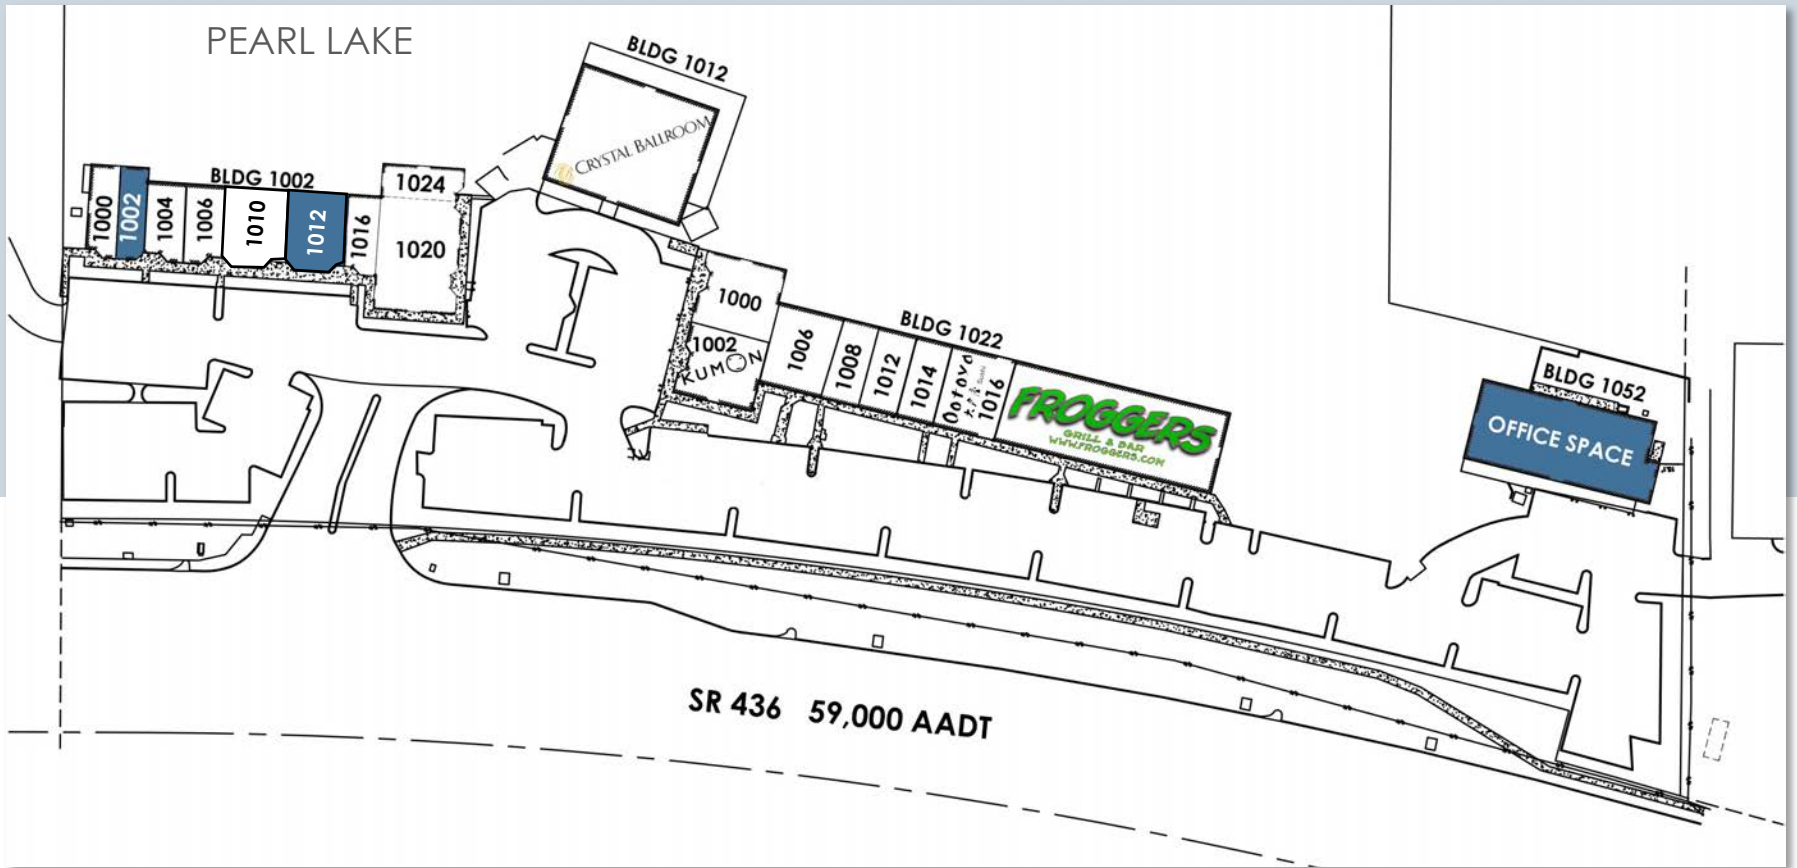 PEARL LAKE
BLDG 1012
CRYSTAL BALLROOM
BLDG 1002
1000
1002
1004
1006
1010
1012
1016
1024
1020
BLDG 1022
1000
1002
KUMON
1006
1008
1012
1014
1016
FROGGERS
GRILL & BAR
WWW.FROGGERS.COM
BLDG 1052
OFFICE SPACE
SR 436 59,000 AADT